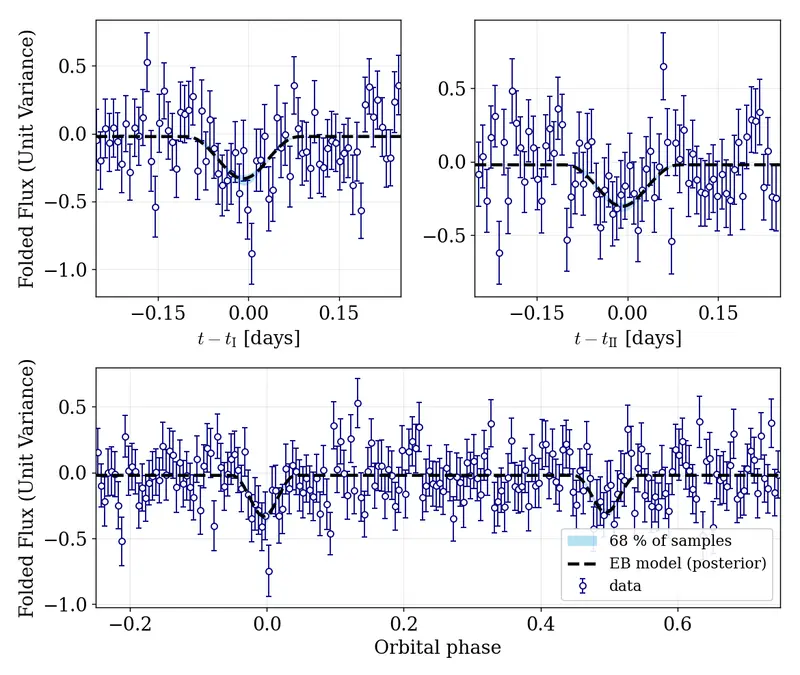 Folded Flux (Unit Variance)
0.5
0.0
−0.5
−1.0
−0.15
0.00
0.15
t − t_I [days]
0.5
0.0
−0.5
−0.15
0.00
0.15
t − t_II [days]
Folded Flux (Unit Variance)
0.5
0.0
−0.5
−1.0
−0.2
0.0
0.2
0.4
0.6
Orbital phase
68 % of samples
EB model (posterior)
data